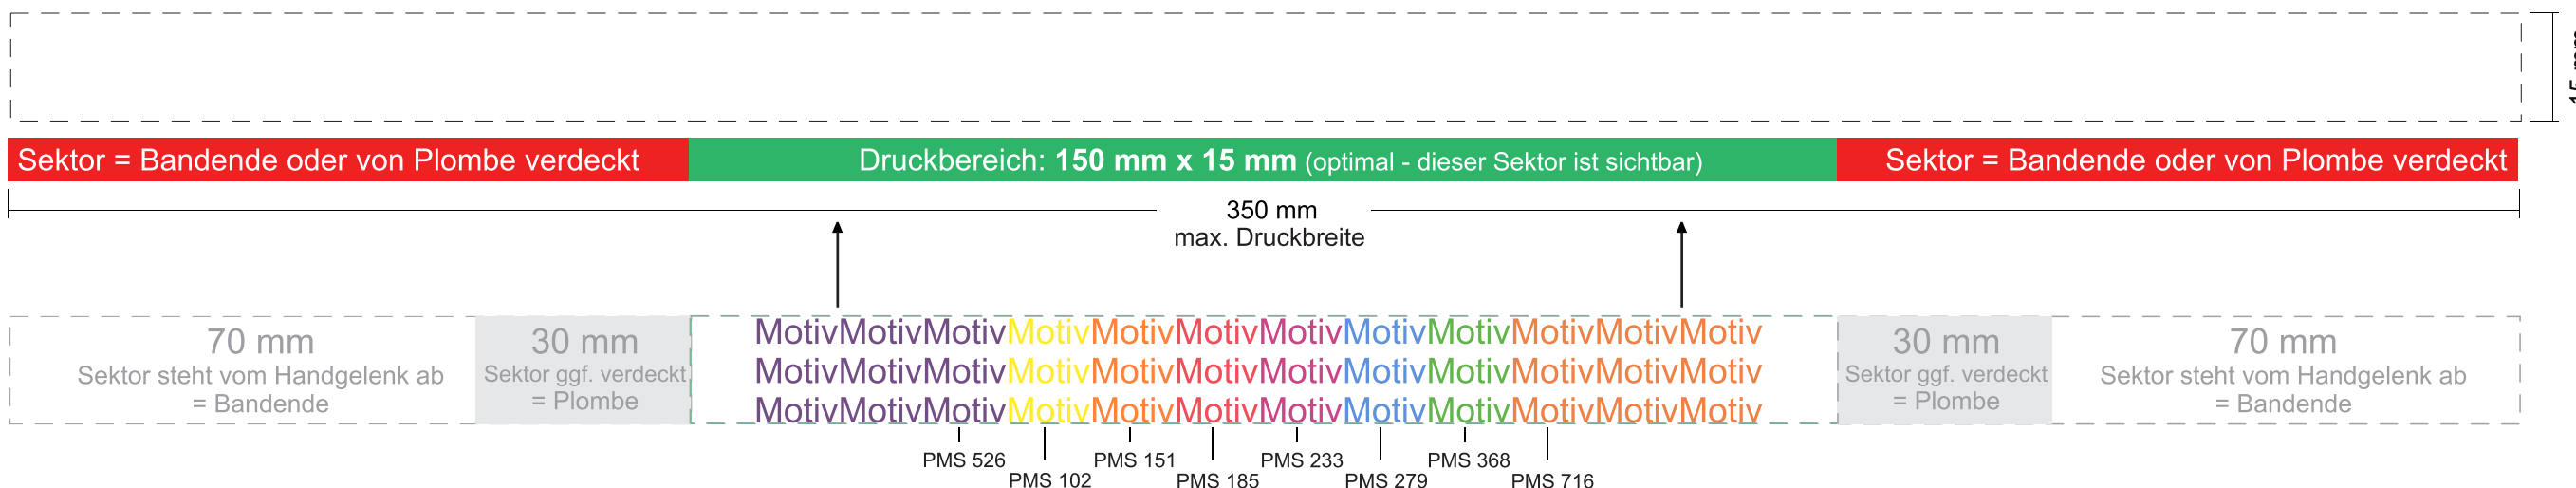 Sektor = Bandende oder von Plombe verdeckt
Druckbereich: 150 mm x 15 mm (optimal - dieser Sektor ist sichtbar)
Sektor = Bandende oder von Plombe verdeckt
350 mm
max. Druckbreite
70 mm
Sektor steht vom Handgelenk ab
= Bandende
30 mm
Sektor ggf. verdeckt
= Plombe
MotivMotivMotivMotivMotivMotivMotivMotivMotivMotivMotivMotiv
MotivMotivMotivMotivMotivMotivMotivMotivMotivMotivMotivMotiv
MotivMotivMotivMotivMotivMotivMotivMotivMotivMotivMotivMotiv
30 mm
Sektor ggf. verdeckt
= Plombe
70 mm
Sektor steht vom Handgelenk ab
= Bandende
PMS 526
PMS 102
PMS 151
PMS 185
PMS 233
PMS 279
PMS 368
PMS 716